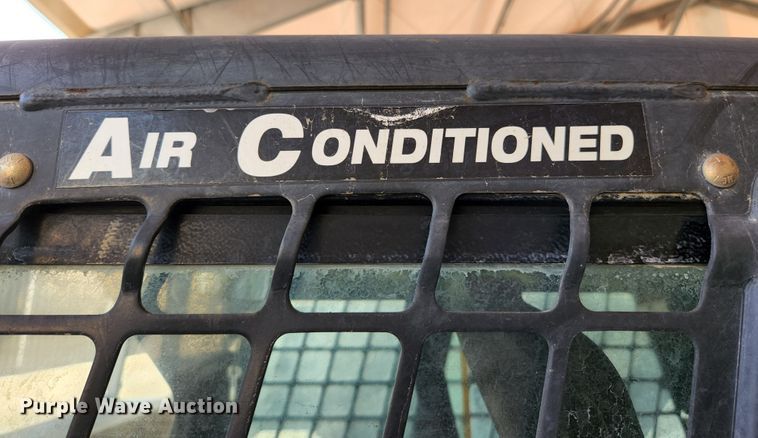 AIR CONDITIONED
Purple Wave Auction